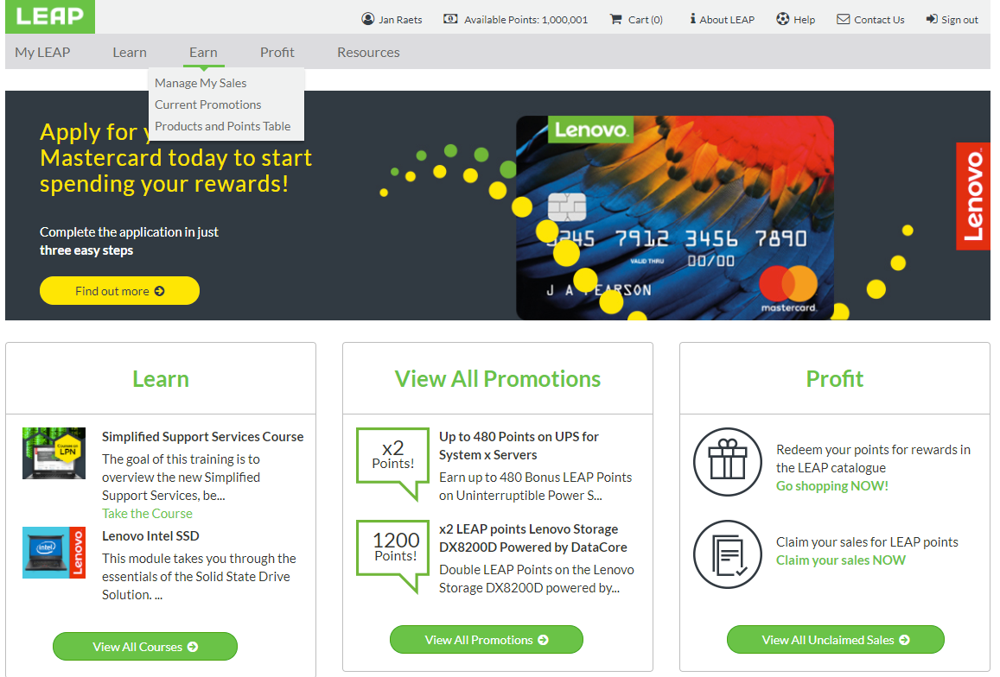 LEAP
Jan Raets
Available Points: 1,000,001
Cart (0)
About LEAP
Help
Contact Us
Sign out
My LEAP
Learn
Earn
Profit
Resources
Manage My Sales
Current Promotions
Products and Points Table
Apply for
Mastercard today to start
spending your rewards!
Complete the application in just
three easy steps
Find out more
Lenovo
7912 3456 7890
VALID THRU
00/00
mastercard
Lenovo
Learn
Courses on
LPN
Simplified Support Services Course
The goal of this training is to
overview the new Simplified
Support Services, be...
Take the Course
intel
Lenovo
Lenovo Intel SSD
This module takes you through the
essentials of the Solid State Drive
Solution. ...
View All Courses
View All Promotions
x2
Points!
Up to 480 Points on UPS for
System x Servers
Earn up to 480 Bonus LEAP Points
on Uninterruptible Power S...
1200
Points!
x2 LEAP points Lenovo Storage
DX8200D Powered by DataCore
Double LEAP Points on the Lenovo
Storage DX8200D powered by...
View All Promotions
Profit
Redeem your points for rewards in
the LEAP catalogue
Go shopping NOW!
Claim your sales for LEAP points
Claim your sales NOW
View All Unclaimed Sales